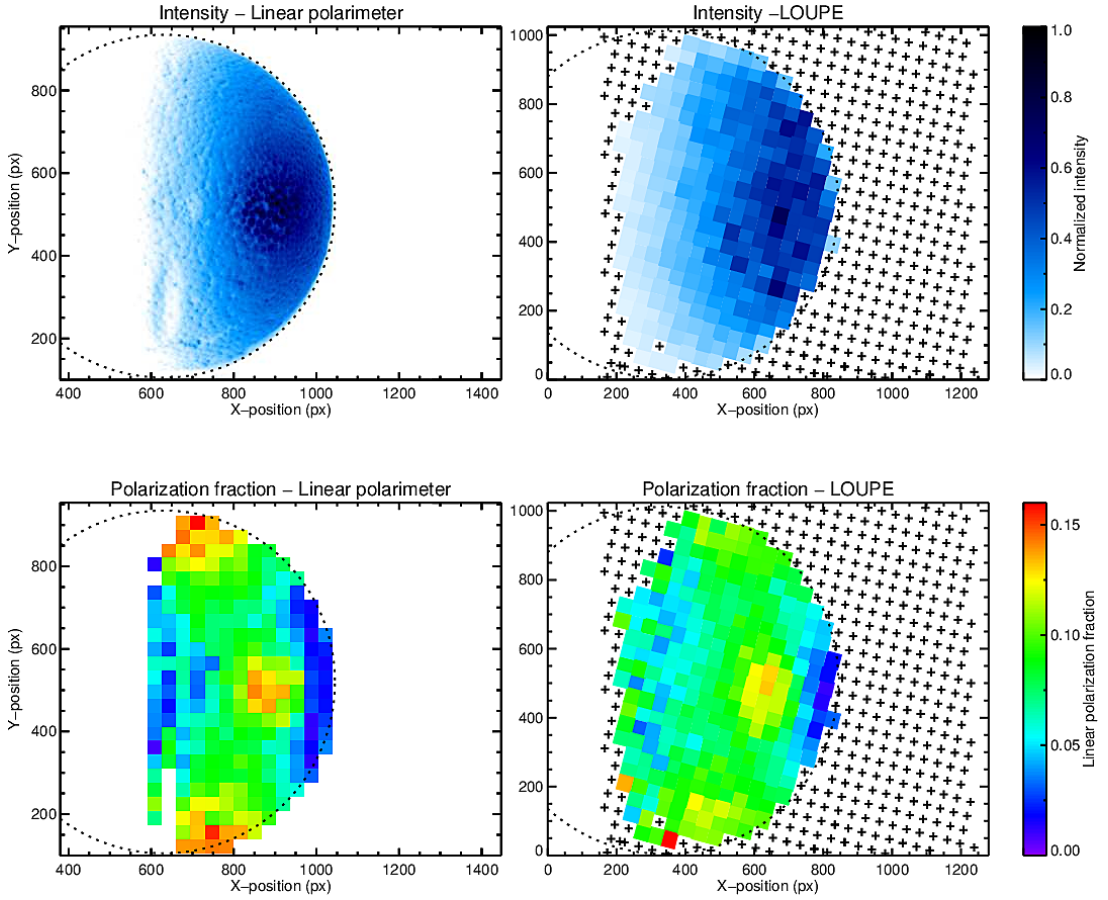 Intensity – Linear polarimeter
Intensity –LOUPE
Y–position (px)
800
600
400
200
400 600 800 1000 1200 1400
X–position (px)
1000
800
600
400
200
0
0 200 400 600 800 1000 1200
X–position (px)
1.0
0.8
0.6
0.4
0.2
0.0
Normalized intensity
Polarization fraction – Linear polarimeter
Polarization fraction – LOUPE
Y–position (px)
800
600
400
200
400 600 800 1000 1200 1400
X–position (px)
1000
800
600
400
200
0
0 200 400 600 800 1000 1200
X–position (px)
0.15
0.10
0.05
0.00
Linear polarization fraction